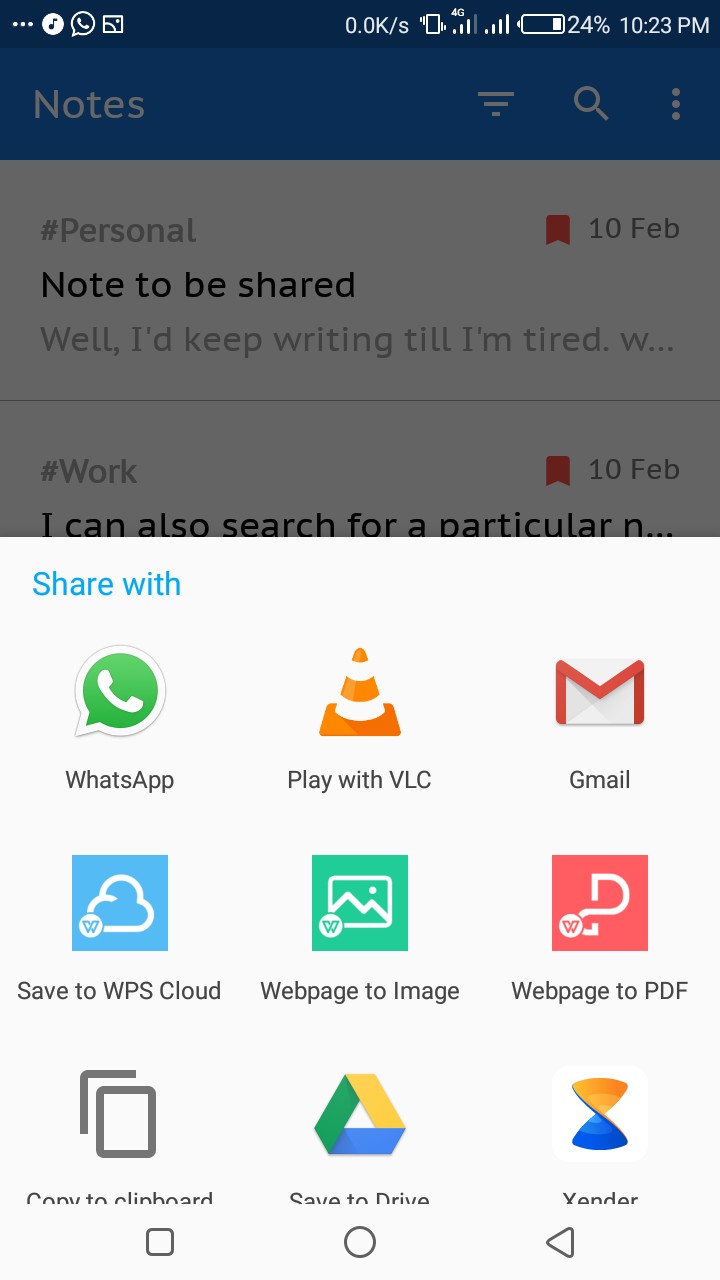 0.0K/s 4G 24% 10:23 PM
Notes
#Personal 10 Feb
Note to be shared
Well, I'd keep writing till I'm tired. w...
#Work 10 Feb
I can also search for a particular n...
Share with
WhatsApp Play with VLC Gmail
Save to WPS Cloud Webpage to Image Webpage to PDF
Copy to clipboard Save to Drive Xender